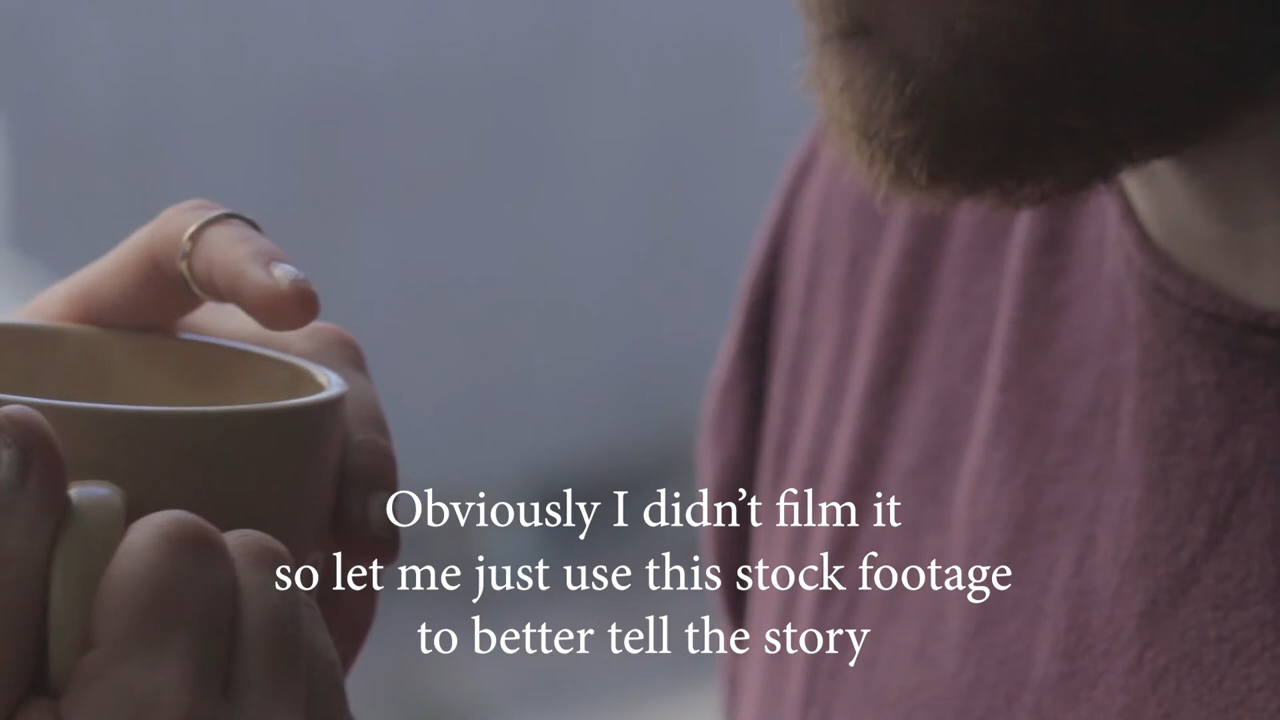 Obviously I didn’t film it
so let me just use this stock footage
to better tell the story